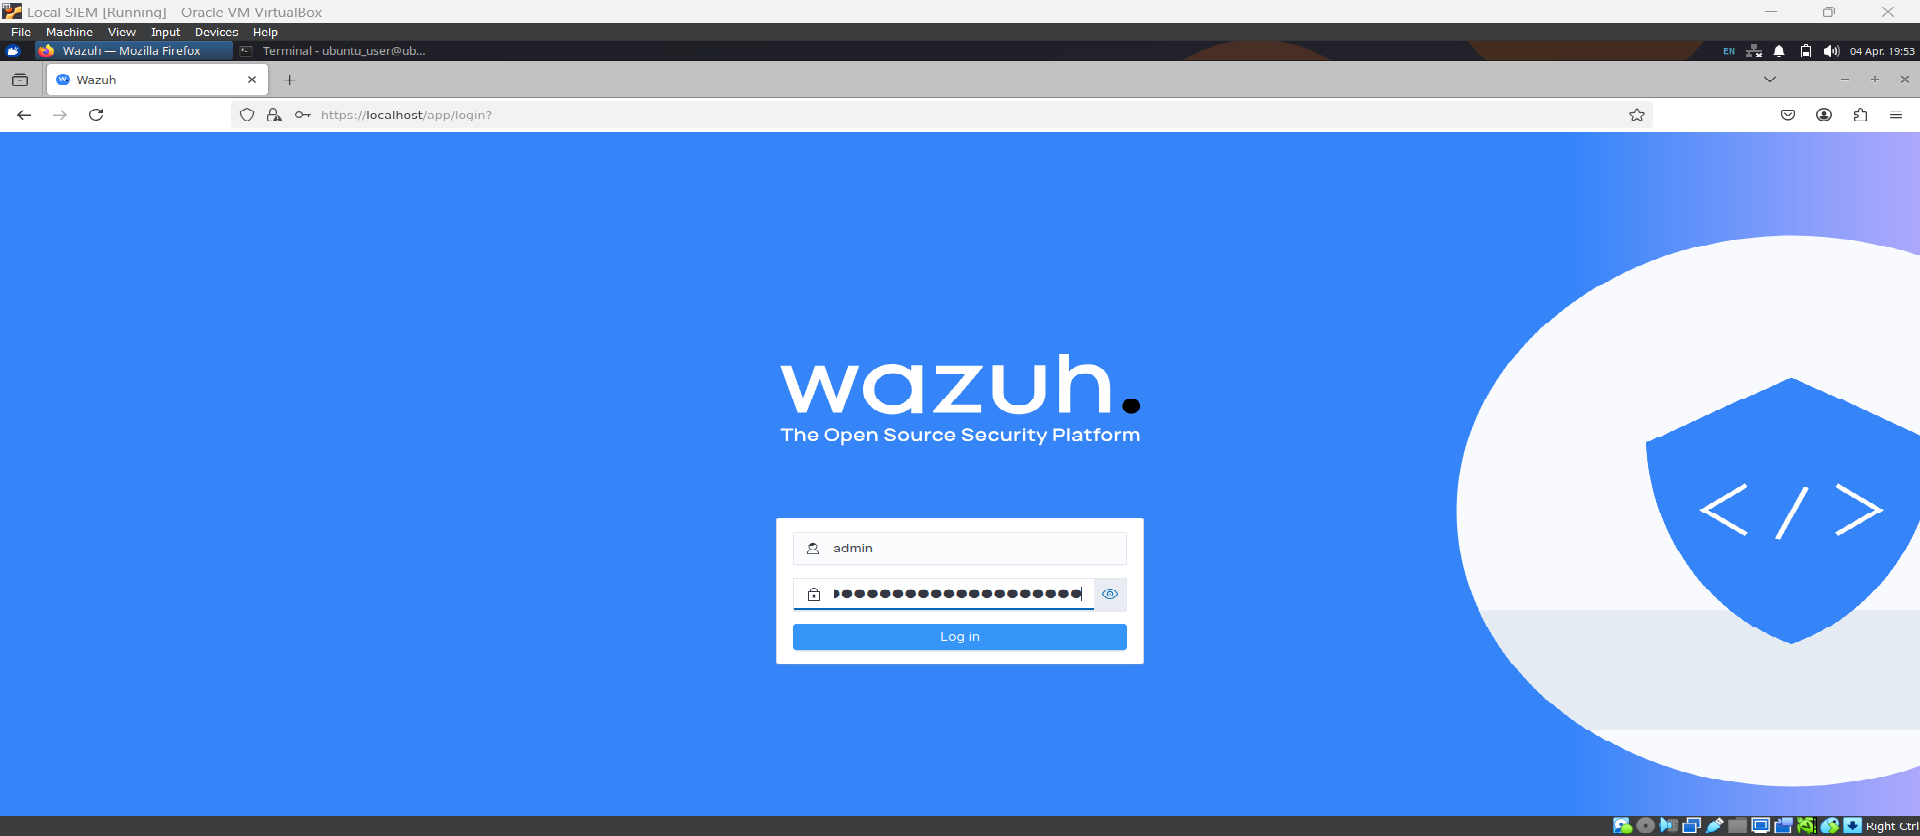 Local SIEM [Running] - Oracle VM VirtualBox
File Machine View Input Devices Help
Wazuh — Mozilla Firefox Terminal - ubuntu_user@ub... EN 04 Apr, 19:53
Wazuh
https://localhost/app/login?
wazuh.
The Open Source Security Platform
</>
admin
Log in
Right Ctrl